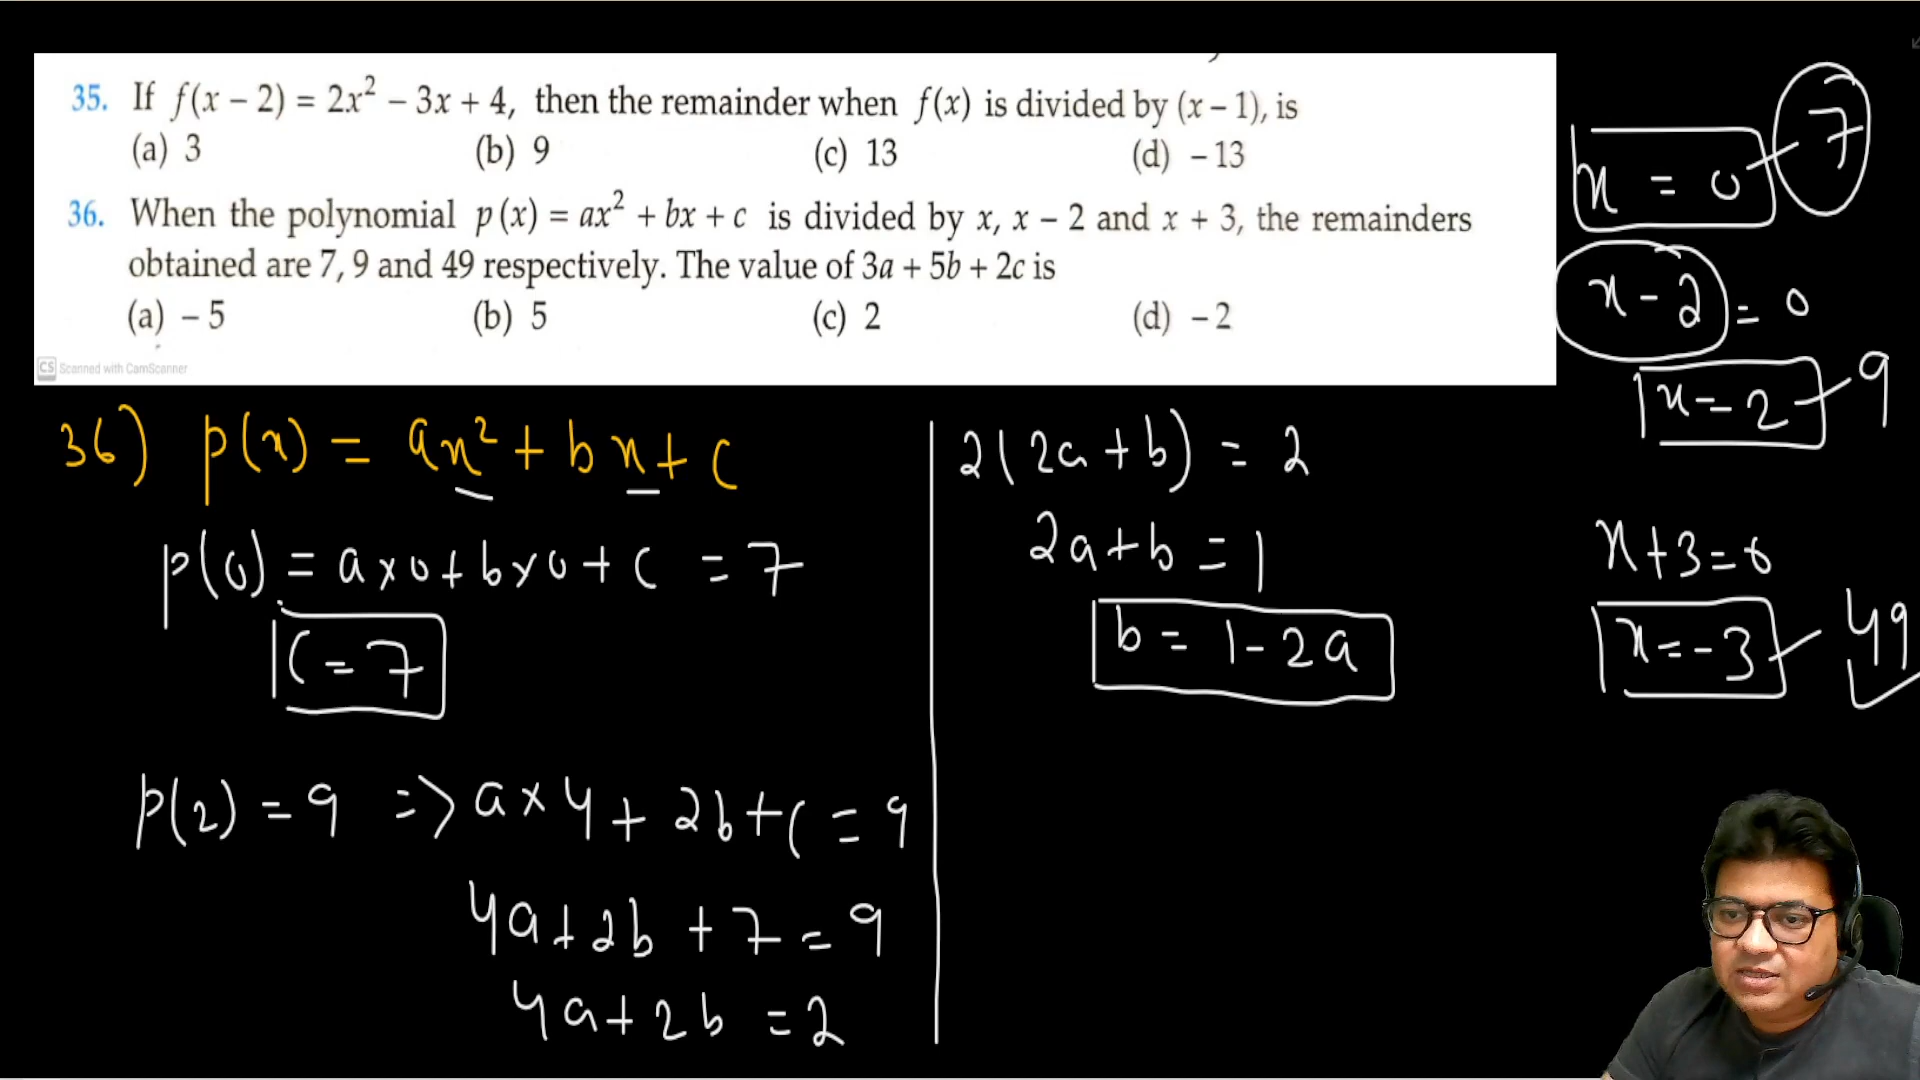 35. If f(x – 2) = 2x² – 3x + 4, then the remainder when f(x) is divided by (x – 1), is
(a) 3 (b) 9 (c) 13 (d) – 13
36. When the polynomial p(x) = ax² + bx + c is divided by x, x – 2 and x + 3, the remainders
obtained are 7, 9 and 49 respectively. The value of 3a + 5b + 2c is
(a) – 5 (b) 5 (c) 2 (d) – 2
CS Scanned with CamScanner
36) p(x) = ax² + bx + c
p(0) = a×0 + b×0 + c = 7
c = 7
p(2) = 9 => a×4 + 2b + c = 9
4a + 2b + 7 = 9
4a + 2b = 2
2(2a + b) = 2
2a + b = 1
b = 1 - 2a
x = 0 7
x - 2 = 0
x = 2 9
x + 3 = 0
x = -3 49